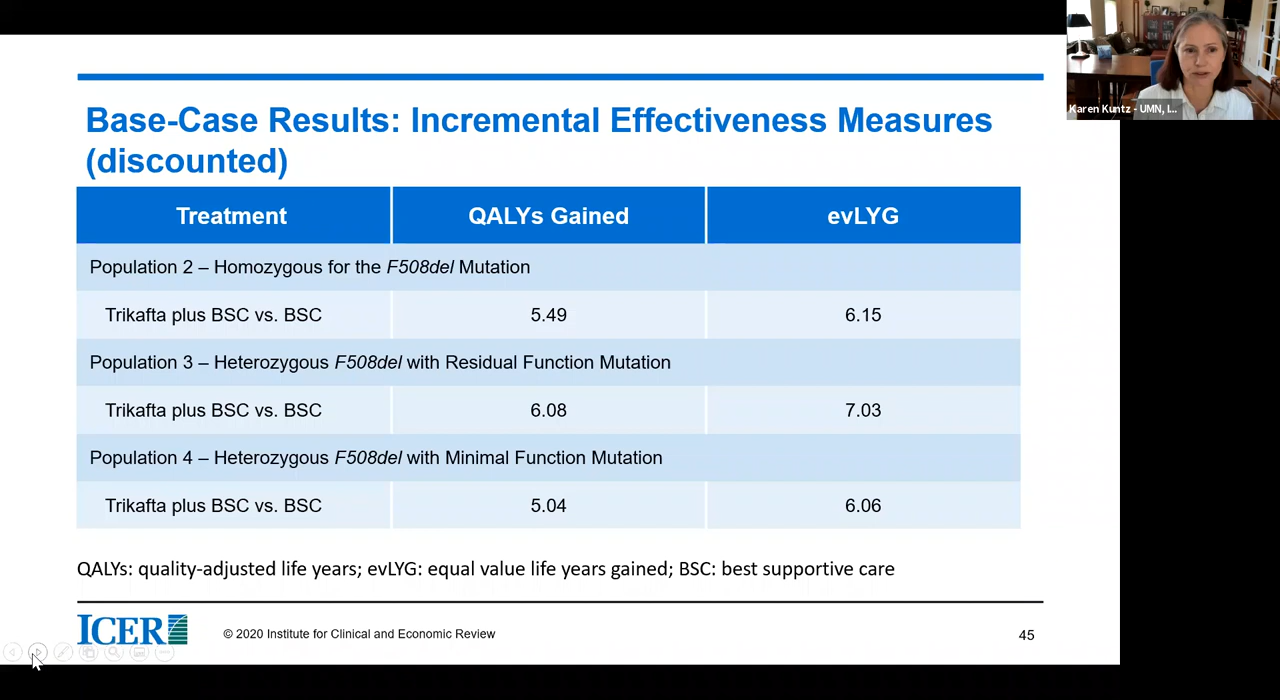 Karen Kuntz - UMN, I...
Base-Case Results: Incremental Effectiveness Measures
(discounted)
Treatment QALYs Gained evLYG
Population 2 – Homozygous for the F508del Mutation
Trikafta plus BSC vs. BSC 5.49 6.15
Population 3 – Heterozygous F508del with Residual Function Mutation
Trikafta plus BSC vs. BSC 6.08 7.03
Population 4 – Heterozygous F508del with Minimal Function Mutation
Trikafta plus BSC vs. BSC 5.04 6.06
QALYs: quality-adjusted life years; evLYG: equal value life years gained; BSC: best supportive care
ICER © 2020 Institute for Clinical and Economic Review 45